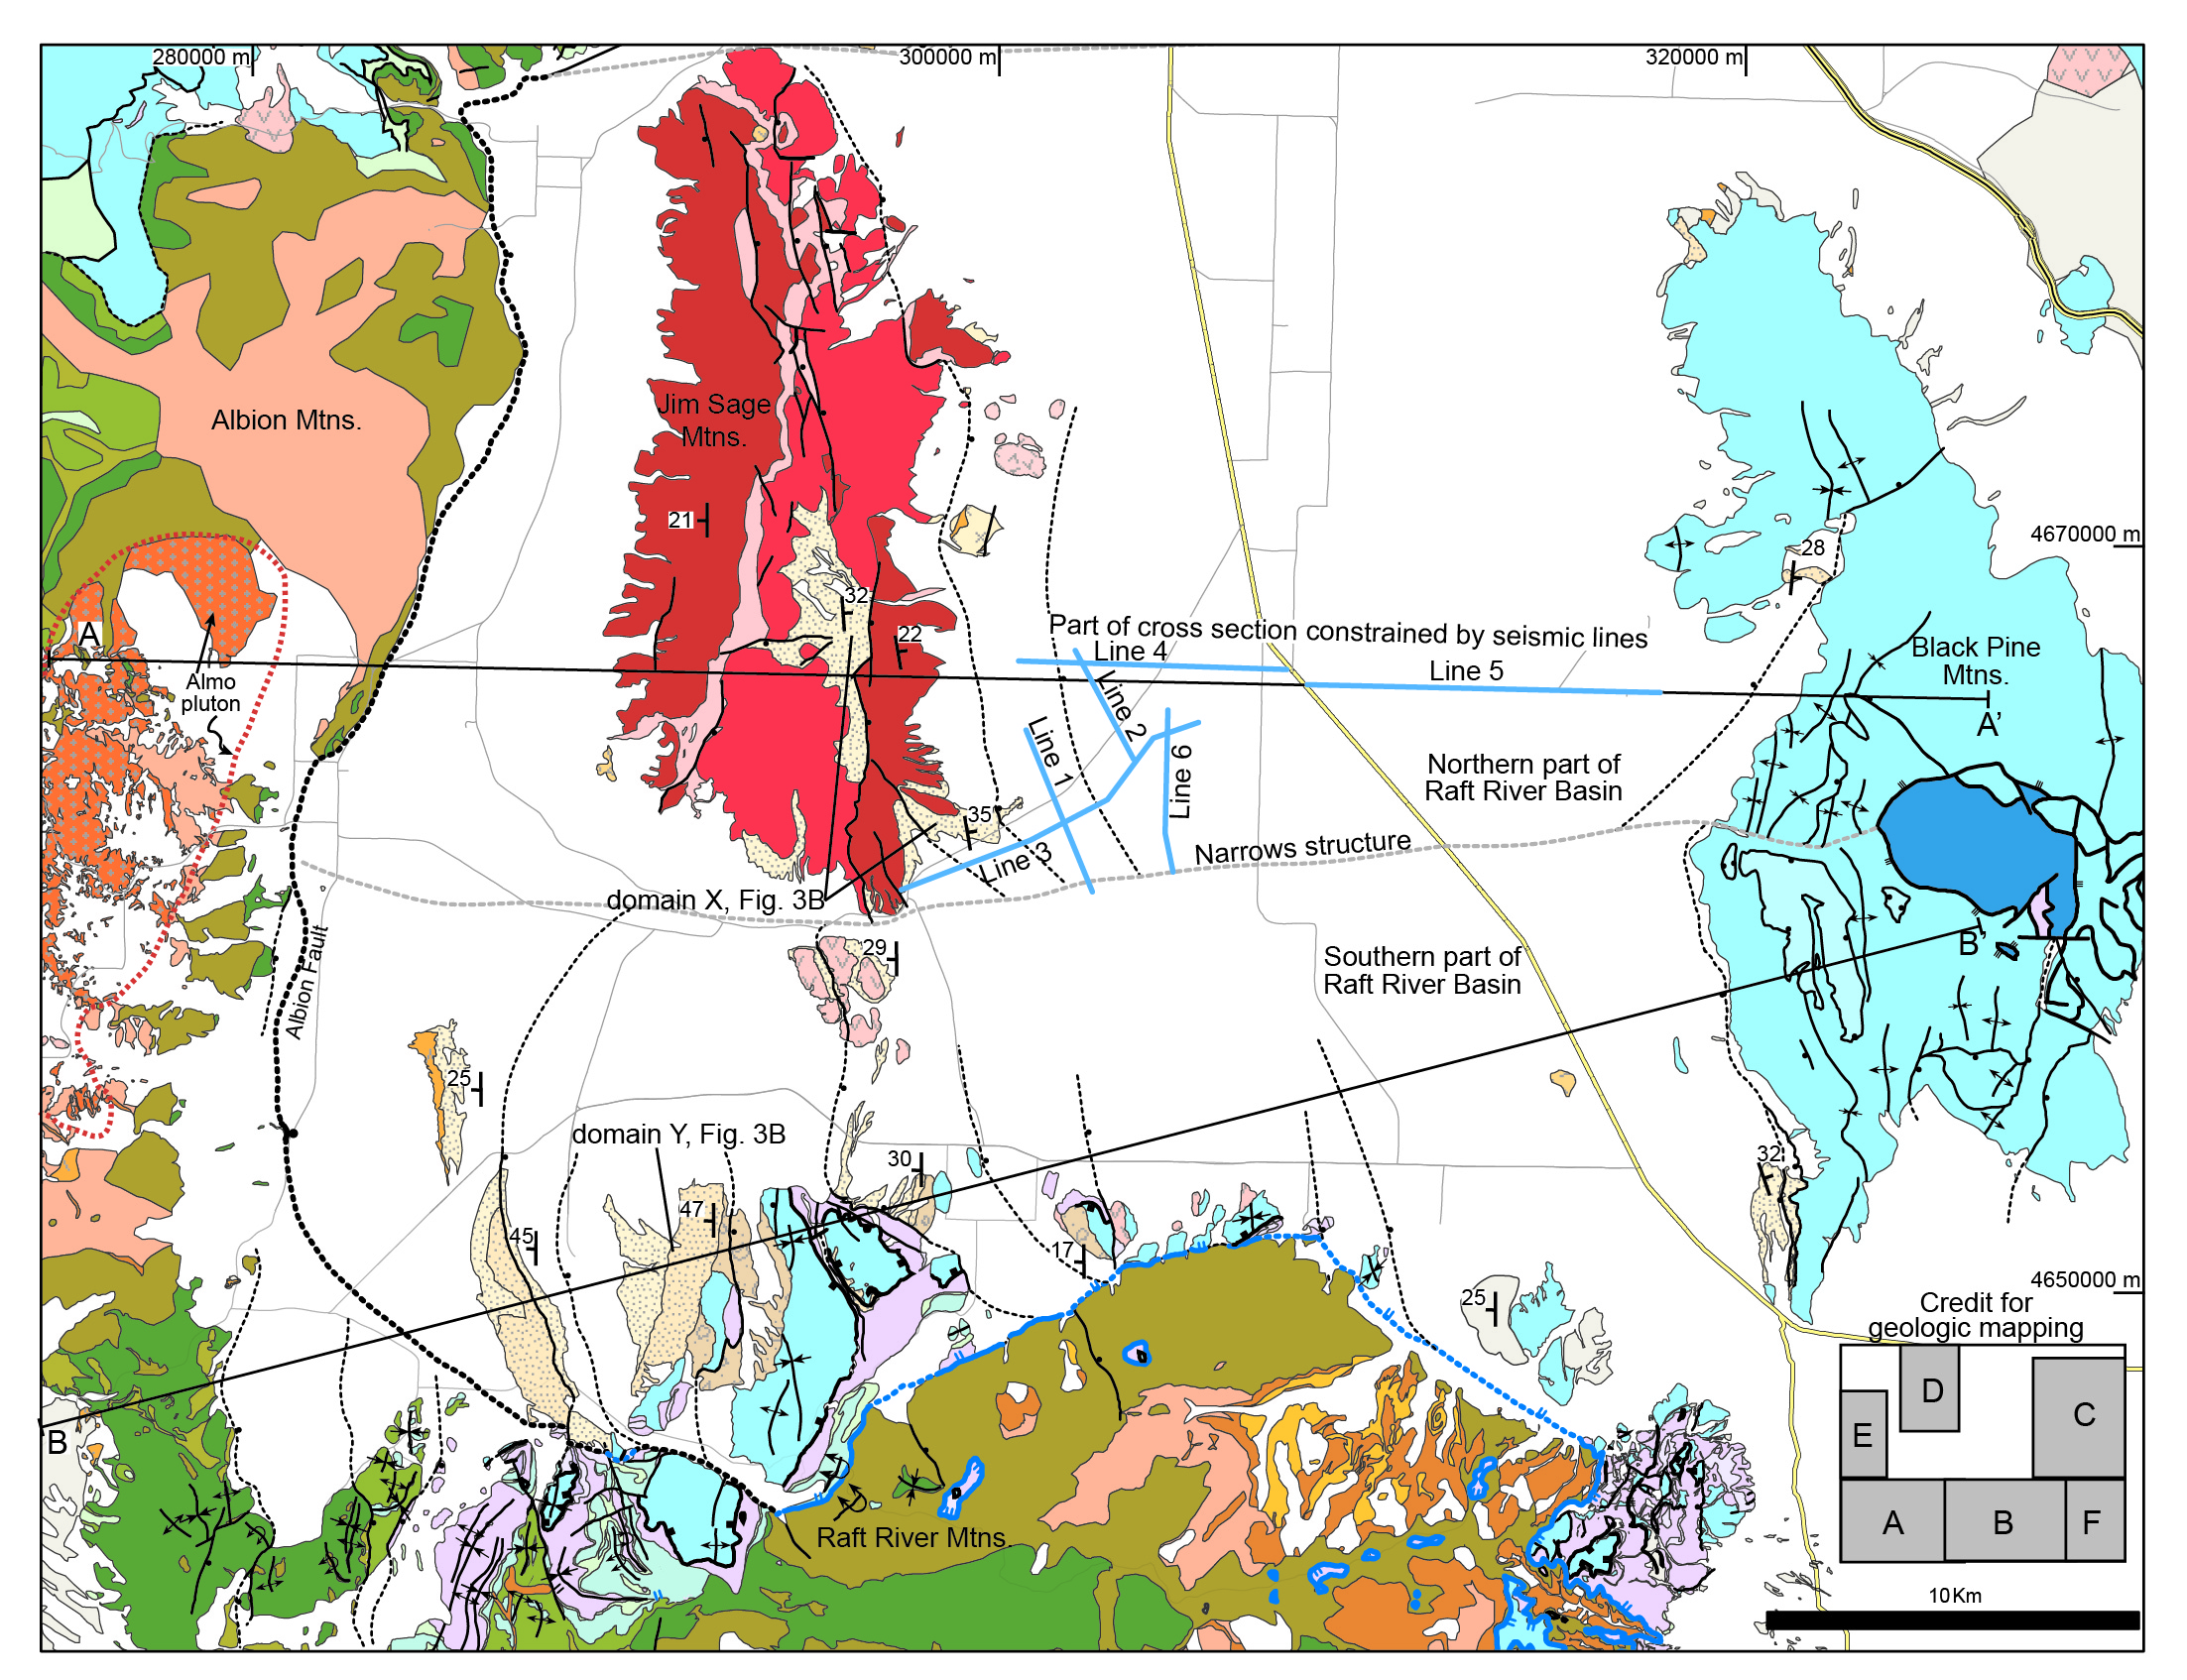 280000 m
300000 m
320000 m
Albion Mtns.
Jim Sage
Mtns.
21
4670000 m
28
32
22
A
Part of cross section constrained by seismic lines
Line 4
Line 5
Black Pine
Mtns.
A'
Almo
pluton
Line 2
Line 1
Line 6
Northern part of
Raft River Basin
35
Narrows structure
Line 3
domain X, Fig. 3B
29
B'
Southern part of
Raft River Basin
Albion Fault
25
domain Y, Fig. 3B
30
32
47
45
17
4650000 m
25
Credit for
geologic mapping
D
C
E
B
A
B
F
Raft River Mtns.
10 Km